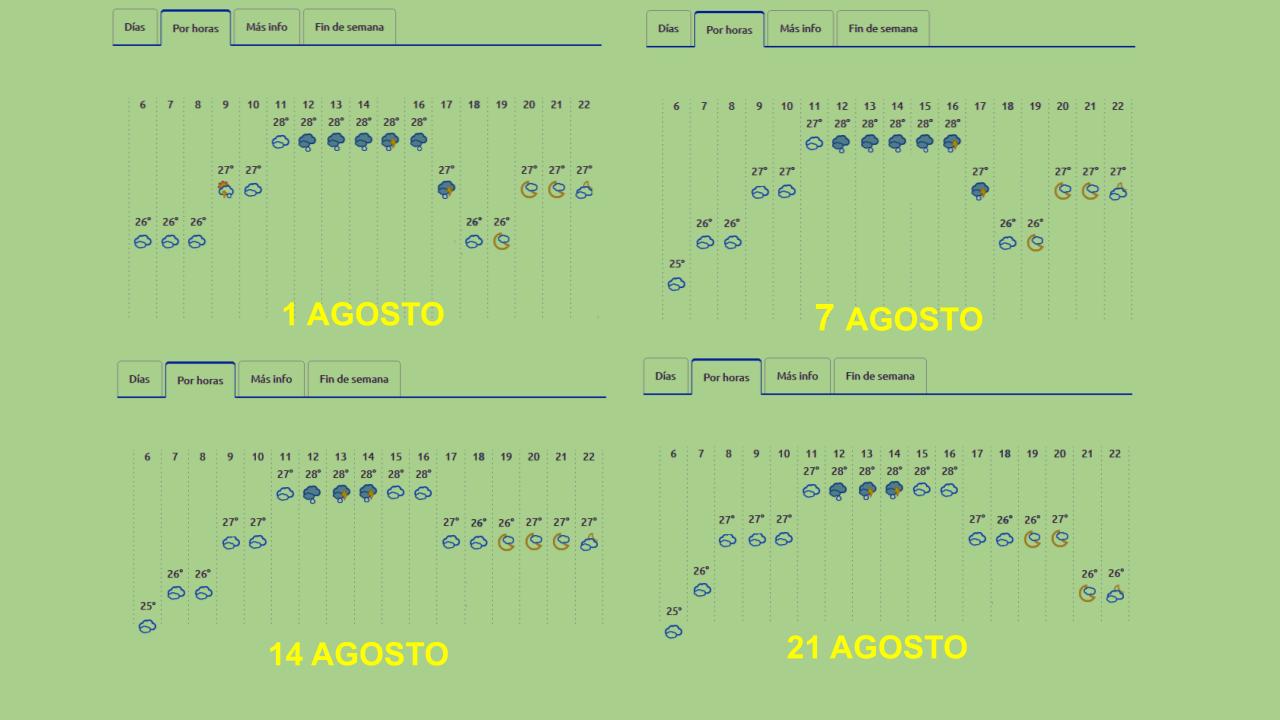 Días Por horas Más info Fin de semana
6 7 8 9 10 11 12 13 14 16 17 18 19 20 21 22
28° 28° 28° 28° 28° 28°
27° 27° 27° 27° 27° 27°
26° 26° 26° 26° 26°
1 AGOSTO
Días Por horas Más info Fin de semana
6 7 8 9 10 11 12 13 14 15 16 17 18 19 20 21 22
27° 28° 28° 28° 28° 28°
27° 27° 27° 27° 27° 27°
26° 26° 26° 26°
25°
7 AGOSTO
Días Por horas Más info Fin de semana
6 7 8 9 10 11 12 13 14 15 16 17 18 19 20 21 22
27° 28° 28° 28° 28° 28°
27° 27° 27° 26° 26° 27° 27° 27°
26° 26°
25°
14 AGOSTO
Días Por horas Más info Fin de semana
6 7 8 9 10 11 12 13 14 15 16 17 18 19 20 21 22
27° 28° 28° 28° 28° 28°
27° 27° 27° 27° 26° 26° 27°
26° 26° 26°
25°
21 AGOSTO